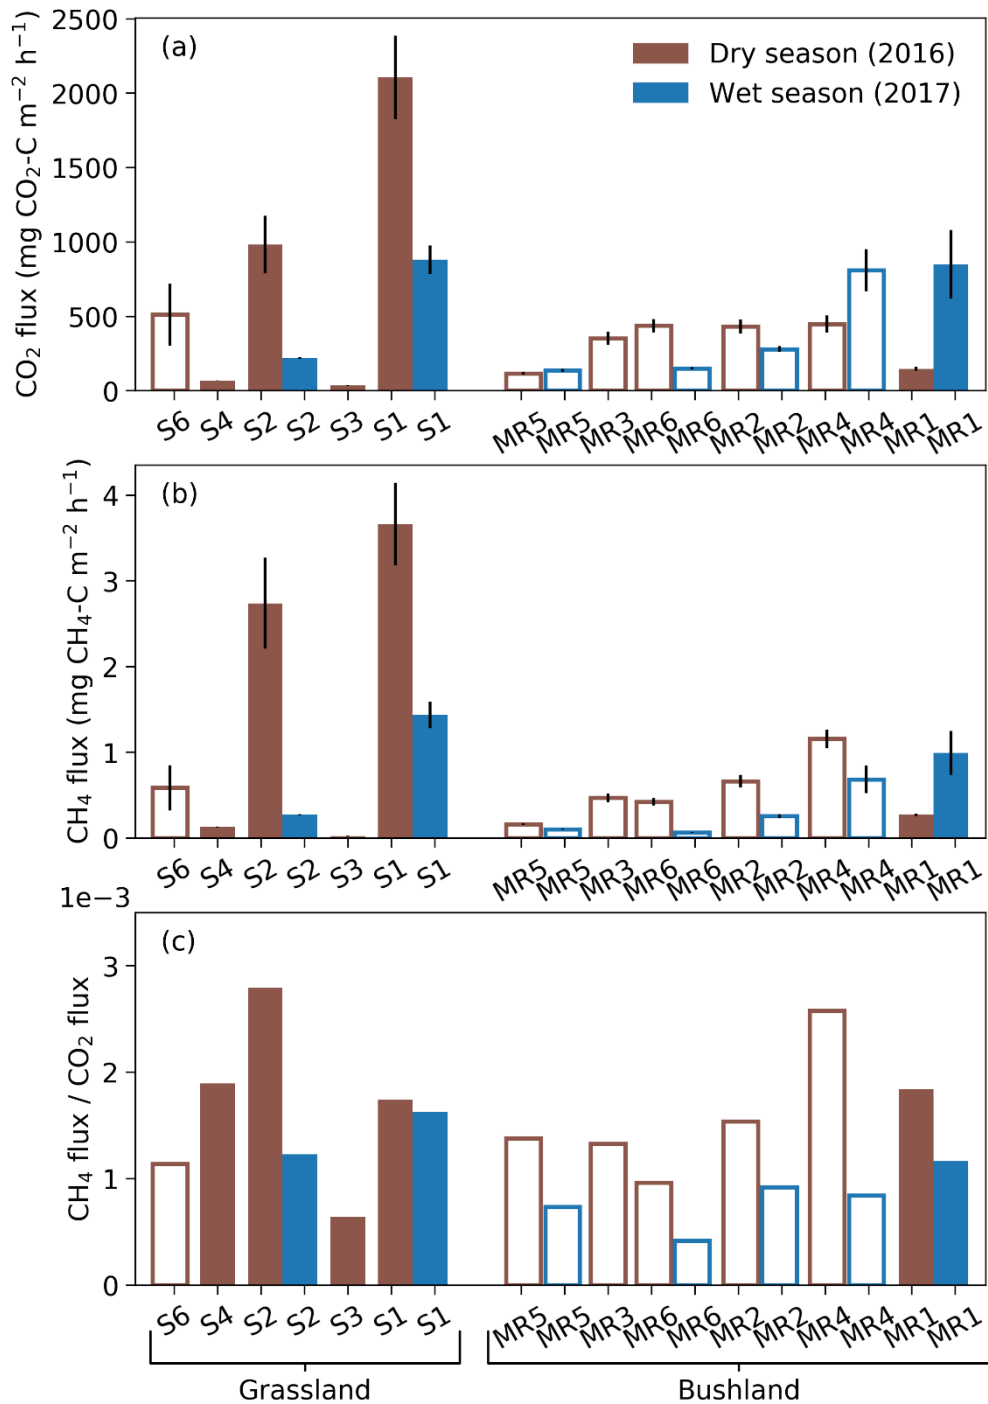 (a)
Dry season (2016)
Wet season (2017)
CO₂ flux (mg CO₂-C m⁻² h⁻¹)
2500
2000
1500
1000
500
0
S6 S4 S2 S2 S3 S1 S1 MR5 MR5 MR3 MR6 MR6 MR2 MR2 MR4 MR4 MR1 MR1
(b)
CH₄ flux (mg CH₄-C m⁻² h⁻¹)
4
3
2
1
0
S6 S4 S2 S2 S3 S1 S1 MR5 MR5 MR3 MR6 MR6 MR2 MR2 MR4 MR4 MR1 MR1
1e−3
(c)
CH₄ flux / CO₂ flux
3
2
1
0
S6 S4 S2 S2 S3 S1 S1 MR5 MR5 MR3 MR6 MR6 MR2 MR2 MR4 MR4 MR1 MR1
Grassland Bushland